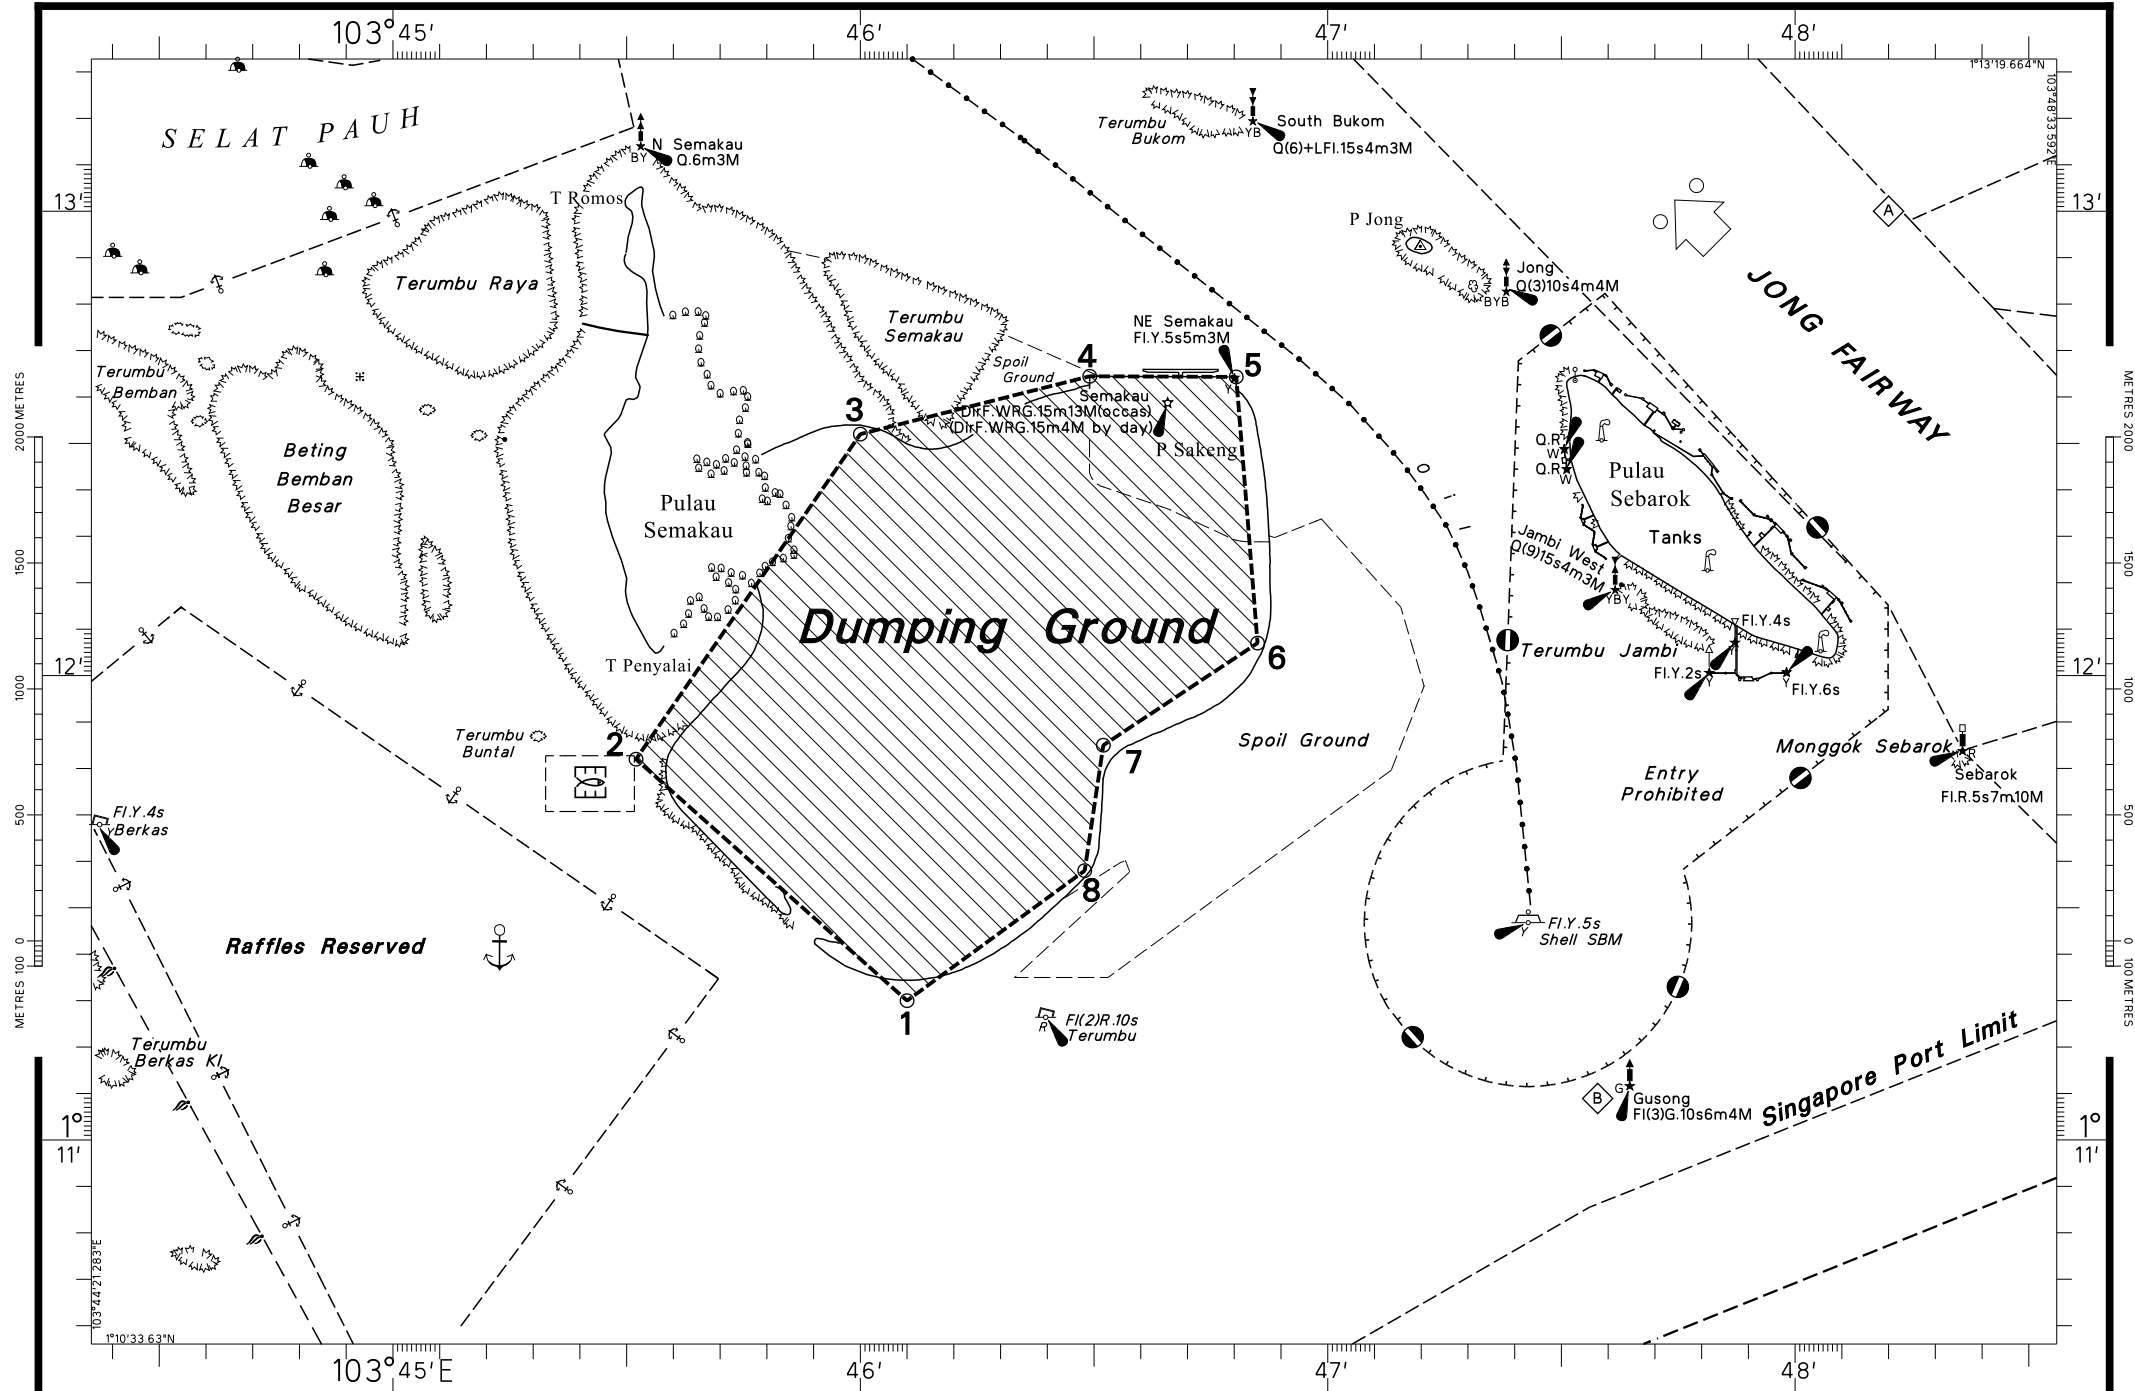 103°45' 46' 47' 48'
1°13'19.664"N
103°48'33.592"E
SELAT PAUH
N Semakau
Q.6m3M
BY
T Romos
Terumbu
Bukom
YB
South Bukom
Q(6)+LFl.15s4m3M
13'
13'
A
P Jong
Jong
Q(3)10s4m4M
BYB
JONG FAIRWAY
Terumbu Raya
Terumbu
Semakau
NE Semakau
Fl.Y.5s5m3M
Spoil
Ground
Terumbu
Bemban
3
4
5
Y
Semakau
(DirF.WRG.15m13M(occas)
(DirF.WRG.15m4M by day)
P Sakeng
Beting
Bemban
Besar
Pulau
Semakau
Q.R
W
Q.R
W
Pulau
Sebarok
Tanks
Jambi West
Q(9)15s4m3M
YBY
METRES
2000
1500
1000
500
0
100
METRES
METRES
2000
1500
1000
500
0
100
METRES
Dumping Ground
Fl.Y.4s
6
T Penyalai
12'
12'
Terumbu Jambi
Fl.Y.2s
Y
Y
Fl.Y.6s
2
Terumbu
Buntal
7
Spoil Ground
Monggok Sebarok
R
Sebarok
Fl.R.5s7m10M
Entry
Prohibited
Fl.Y.4s
Y
Berkas
8
Fl.Y.5s
Y
Shell SBM
Raffles Reserved
1
R
Fl(2)R.10s
Terumbu
Terumbu
Berkas Kl
Singapore Port Limit
B
G
Gusong
Fl(3)G.10s6m4M
1°
11'
1°
11'
103°44'21.283"E
1°10'33.63"N
103°45'E 46' 47' 48'